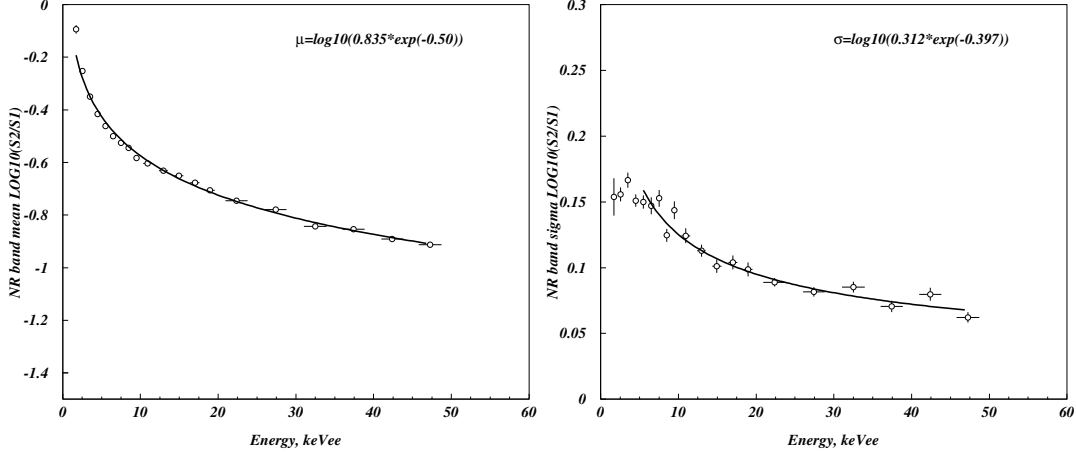 μ=log10(0.835*exp(-0.50))
NR band mean LOG10(S2/S1)
0
-0.2
-0.4
-0.6
-0.8
-1
-1.2
-1.4
0 10 20 30 40 50 60
Energy, keVee
σ=log10(0.312*exp(-0.397))
NR band sigma LOG10(S2/S1)
0.3
0.25
0.2
0.15
0.1
0.05
0
0 10 20 30 40 50 60
Energy, keVee